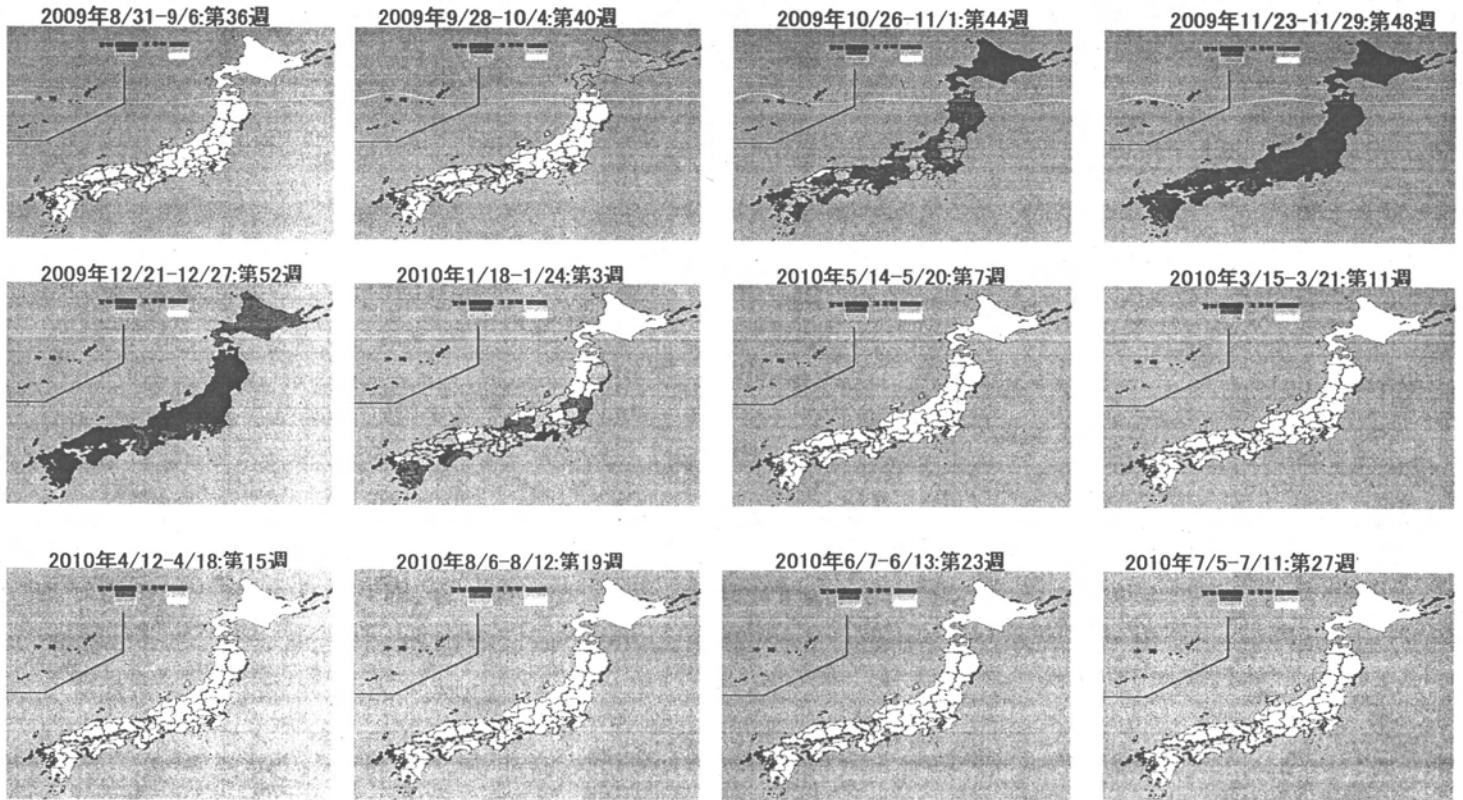 2009年8/31-9/6:第36週
2009年9/28-10/4:第40週
2009年10/26-11/1:第44週
2009年11/23-11/29:第48週
2009年12/21-12/27:第52週
2010年1/18-1/24:第3週
2010年5/14-5/20:第7週
2010年3/15-3/21:第11週
2010年4/12-4/18:第15週
2010年8/6-8/12:第19週
2010年6/7-6/13:第23週
2010年7/5-7/11:第27週